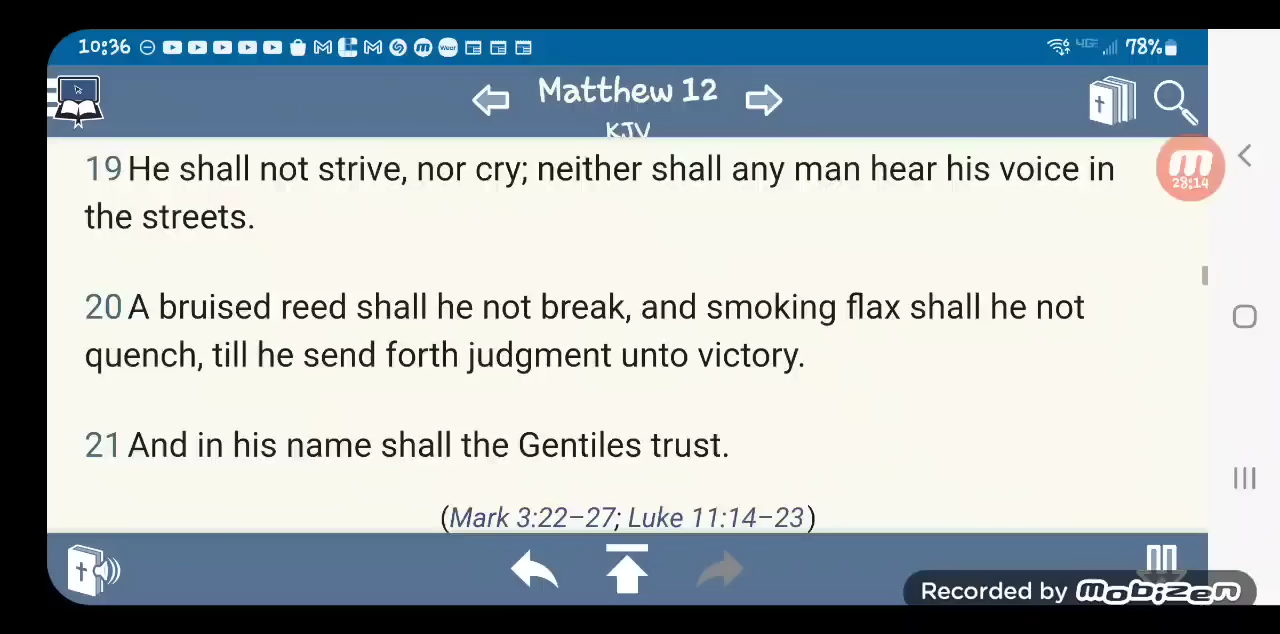 10:36 4GE 78%
Matthew 12
KJV
19 He shall not strive, nor cry; neither shall any man hear his voice in
the streets.
28:14
20 A bruised reed shall he not break, and smoking flax shall he not
quench, till he send forth judgment unto victory.
21 And in his name shall the Gentiles trust.
(Mark 3:22–27; Luke 11:14–23)
Recorded by mobizen